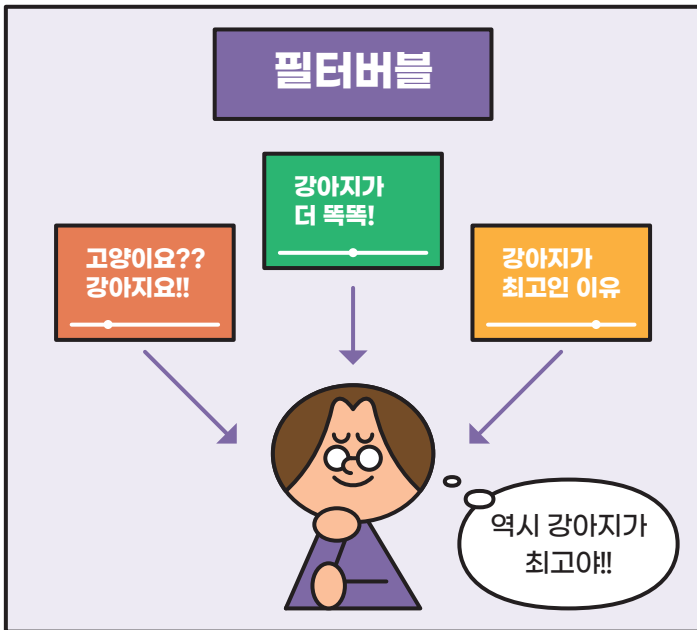 필터버블
강아지가
더 똑똑!
고양이요??
강아지요!!
강아지가
최고인 이유
역시 강아지가
최고야!!